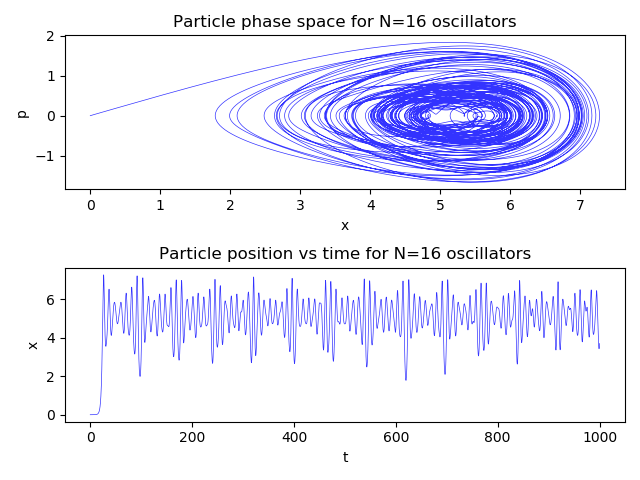 Particle phase space for N=16 oscillators
2
1
0
−1
p
0 1 2 3 4 5 6 7
x
Particle position vs time for N=16 oscillators
6
4
2
0
x
0 200 400 600 800 1000
t